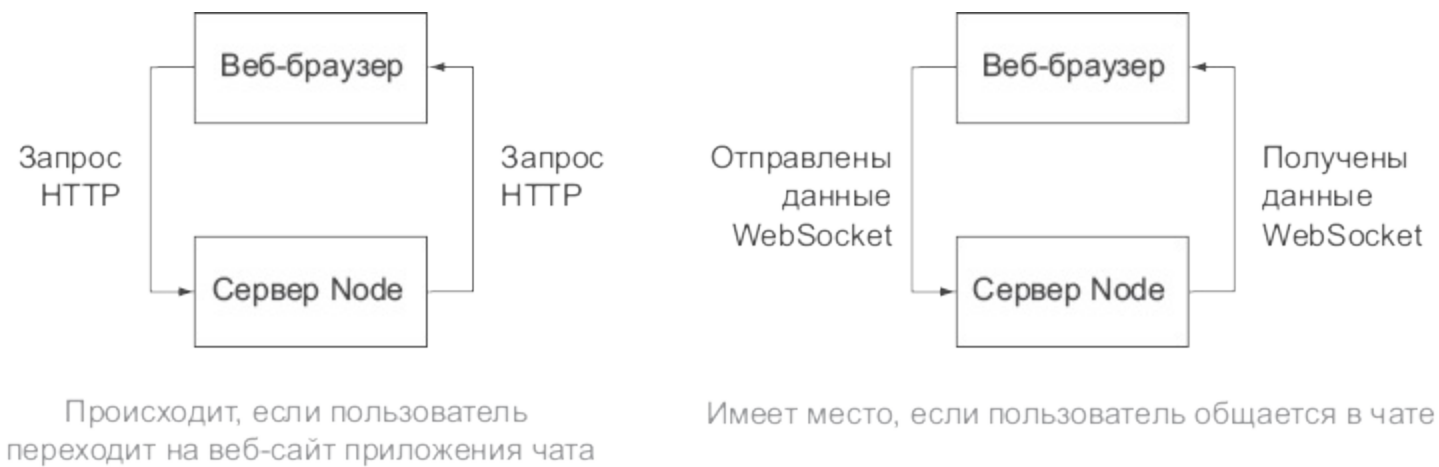 Веб-браузер
Запрос
HTTP
Запрос
HTTP
Сервер Node
Происходит, если пользователь
переходит на веб-сайт приложения чата
Веб-браузер
Отправлены
данные
WebSocket
Получены
данные
WebSocket
Сервер Node
Имеет место, если пользователь общается в чате